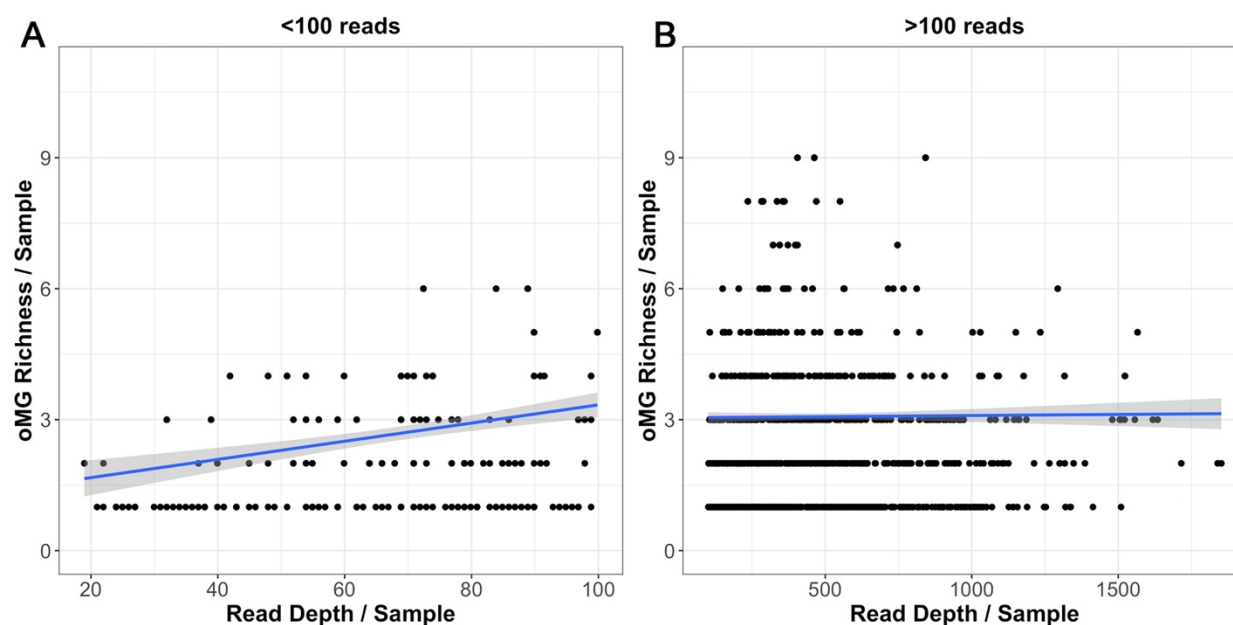 A
<100 reads
oMG Richness / Sample
9
6
3
0
20 40 60 80 100
Read Depth / Sample
B
>100 reads
oMG Richness / Sample
9
6
3
0
500 1000 1500
Read Depth / Sample